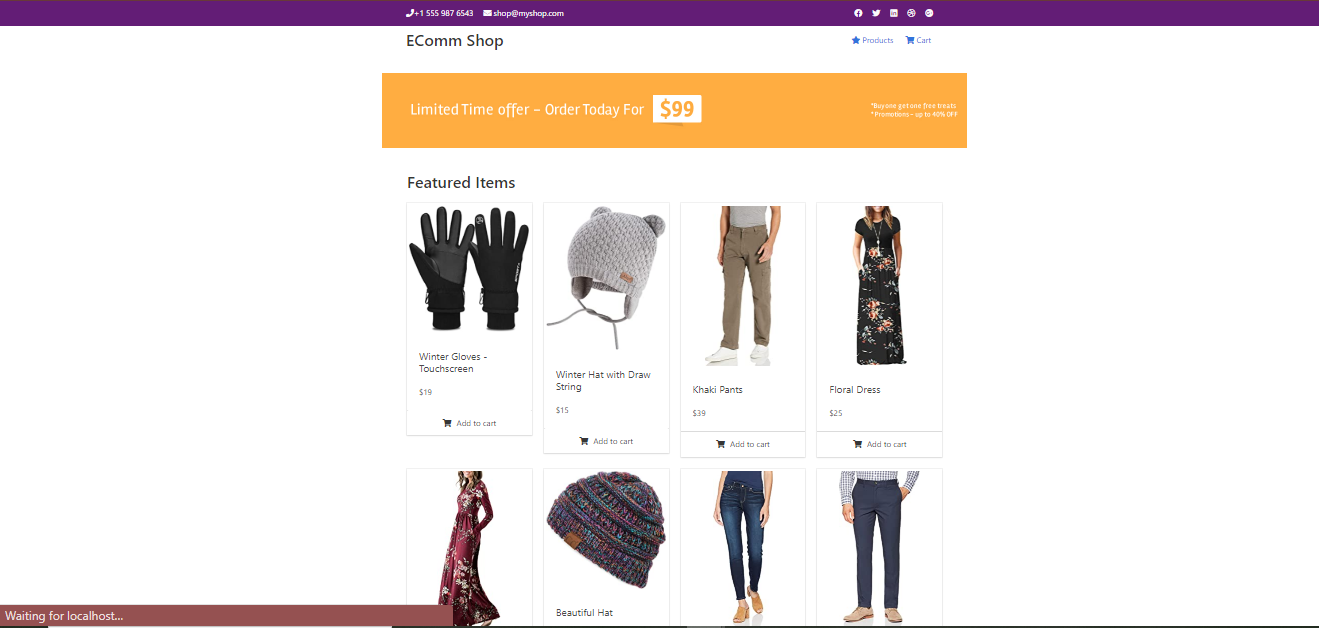 +1 555 987 6543 shop@myshop.com
EComm Shop Products Cart
Limited Time offer – Order Today For $99
*Buy one get one free treats
* Promotions – up to 40% OFF
Featured Items
Winter Gloves -
Touchscreen
$19
Add to cart
Winter Hat with Draw
String
$15
Add to cart
Khaki Pants
$39
Add to cart
Floral Dress
$25
Add to cart
Beautiful Hat
Waiting for localhost...